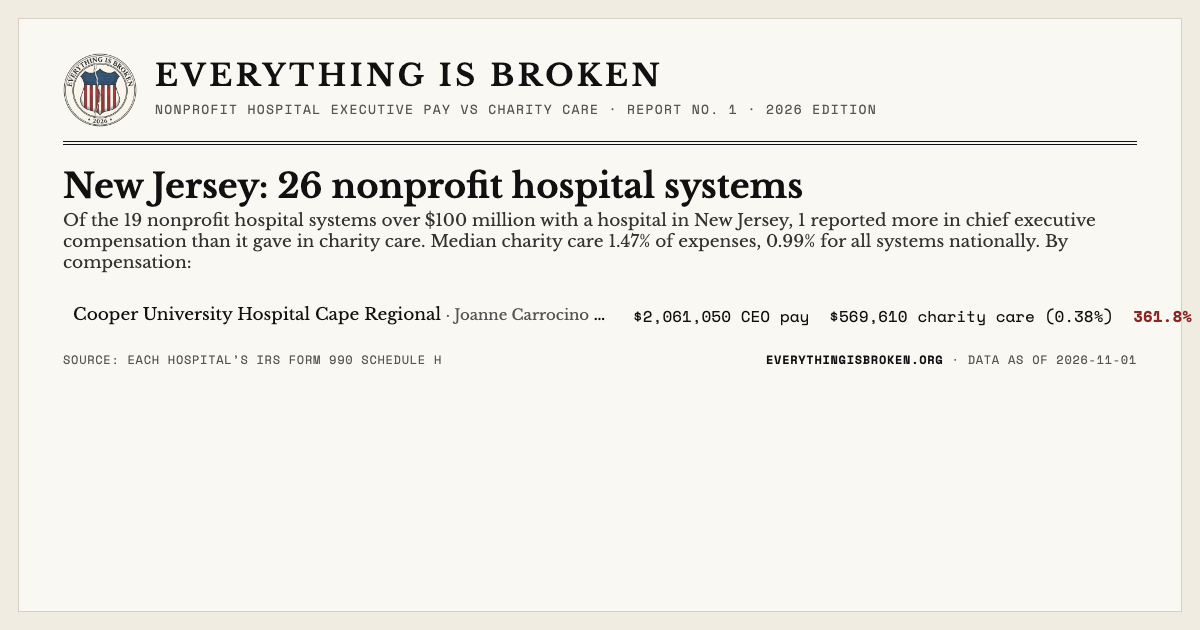 EVERYTHING IS BROKEN
2026
EVERYTHING IS BROKEN
NONPROFIT HOSPITAL EXECUTIVE PAY VS CHARITY CARE · REPORT NO. 1 · 2026 EDITION
New Jersey: 26 nonprofit hospital systems
Of the 19 nonprofit hospital systems over $100 million with a hospital in New Jersey, 1 reported more in chief executive
compensation than it gave in charity care. Median charity care 1.47% of expenses, 0.99% for all systems nationally. By
compensation:
Cooper University Hospital Cape Regional · Joanne Carrocino ... $2,061,050 CEO pay $569,610 charity care (0.38%) 361.8%
SOURCE: EACH HOSPITAL'S IRS FORM 990 SCHEDULE H EVERYTHINGISBROKEN.ORG · DATA AS OF 2026-11-01